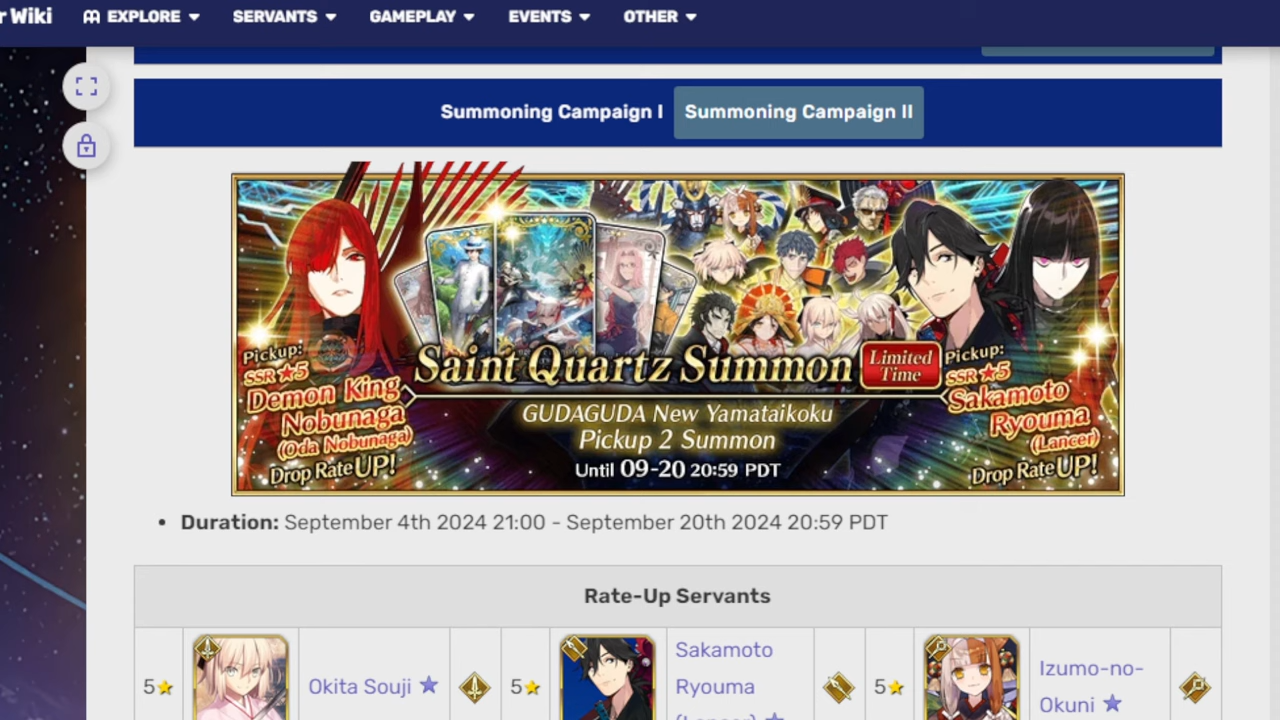 r Wiki
EXPLORE
SERVANTS
GAMEPLAY
EVENTS
OTHER
Summoning Campaign I
Summoning Campaign II
Pickup:
SSR ★5
Demon King
Nobunaga
(Oda Nobunaga)
Drop Rate UP!
Saint Quartz Summon
Limited
Time
GUDAGUDA New Yamataikoku
Pickup 2 Summon
Until 09-20 20:59 PDT
Pickup:
SSR ★5
Sakamoto
Ryouma
(Lancer)
Drop Rate UP!
• Duration: September 4th 2024 21:00 - September 20th 2024 20:59 PDT
Rate-Up Servants
5★
Okita Souji ★
5★
Sakamoto
Ryouma
(Lancer) ★
5★
Izumo-no-
Okuni ★